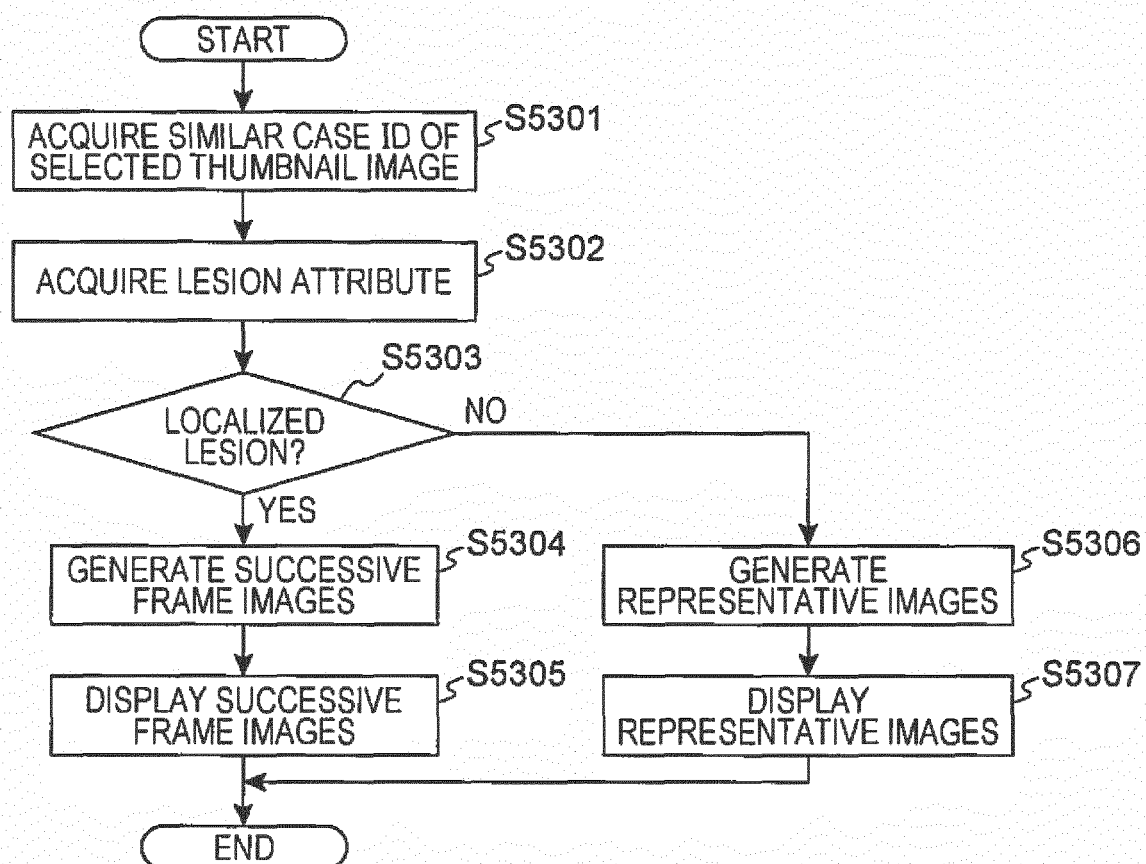 START
ACQUIRE SIMILAR CASE ID OF
SELECTED THUMBNAIL IMAGE
S5301
ACQUIRE LESION ATTRIBUTE
S5302
LOCALIZED
LESION?
S5303
NO
YES
GENERATE SUCCESSIVE
FRAME IMAGES
S5304
GENERATE
REPRESENTATIVE IMAGES
S5306
DISPLAY SUCCESSIVE
FRAME IMAGES
S5305
DISPLAY
REPRESENTATIVE IMAGES
S5307
END